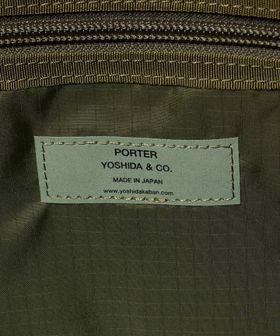 PORTER
YOSHIDA & CO.
MADE IN JAPAN
www.yoshidakaban.com